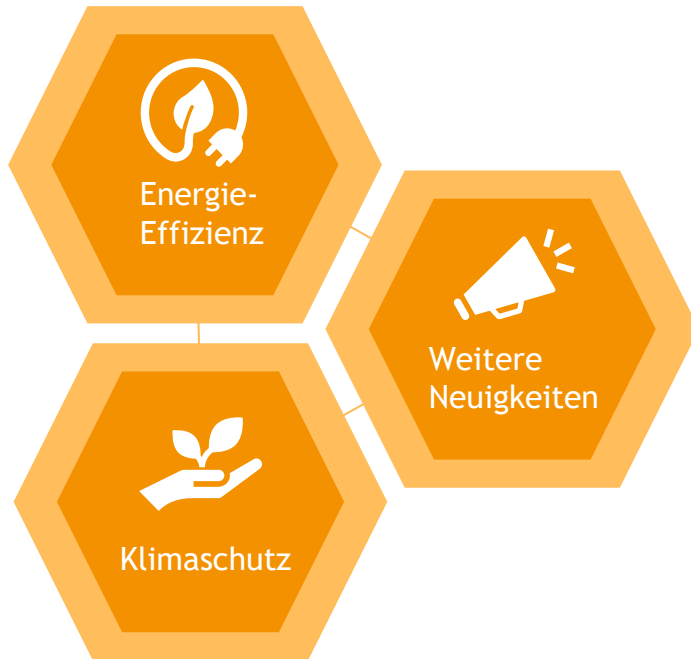 Energie-
Effizienz
Weitere
Neuigkeiten
Klimaschutz